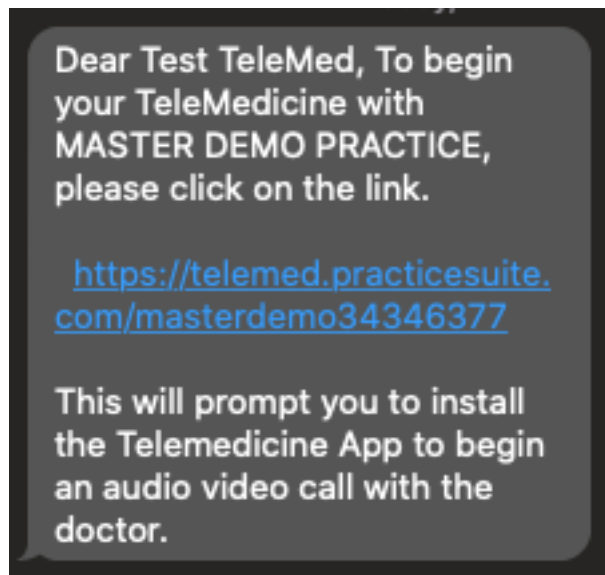 Dear Test TeleMed, To begin
your TeleMedicine with
MASTER DEMO PRACTICE,
please click on the link.
https://telemed.practicesuite.
com/masterdemo34346377
This will prompt you to install
the Telemedicine App to begin
an audio video call with the
doctor.